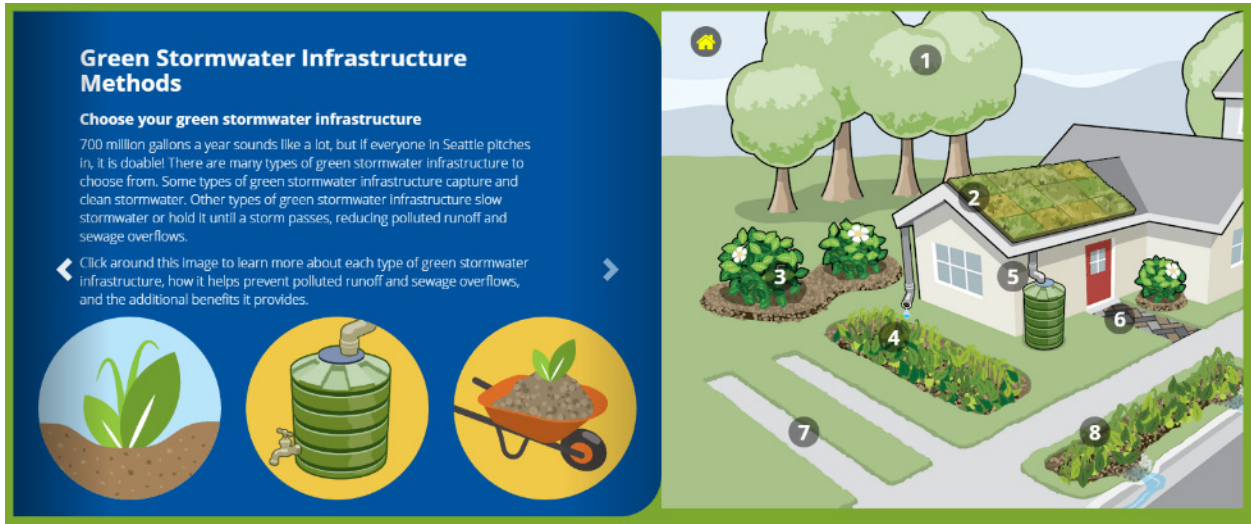 Green Stormwater Infrastructure
Methods
Choose your green stormwater infrastructure
700 million gallons a year sounds like a lot, but if everyone in Seattle pitches
in, it is doable! There are many types of green stormwater infrastructure to
choose from. Some types of green stormwater infrastructure capture and
clean stormwater. Other types of green stormwater infrastructure slow
stormwater or hold it until a storm passes, reducing polluted runoff and
sewage overflows.
Click around this image to learn more about each type of green stormwater
infrastructure, how it helps prevent polluted runoff and sewage overflows,
and the additional benefits it provides.
1
2
3
4
5
6
7
8